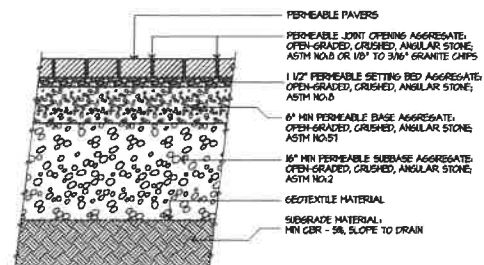 PERMEABLE PAVERS
PERMEABLE JOINT OPENING AGGREGATE:
OPEN-GRADED, CRUSHED, ANGULAR STONE;
ASTM NO.8 OR 1/8" TO 3/16" GRANITE CHIPS
1 1/2" PERMEABLE SETTING BED AGGREGATE:
OPEN-GRADED, CRUSHED, ANGULAR STONE;
ASTM NO.8
6" MIN PERMEABLE BASE AGGREGATE:
OPEN-GRADED, CRUSHED, ANGULAR STONE;
ASTM NO.57
16" MIN PERMEABLE SUBBASE AGGREGATE:
OPEN-GRADED, CRUSHED, ANGULAR STONE;
ASTM NO.2
GEOTEXTILE MATERIAL
SUBGRADE MATERIAL:
MIN CBR - 5%, SLOPE TO DRAIN